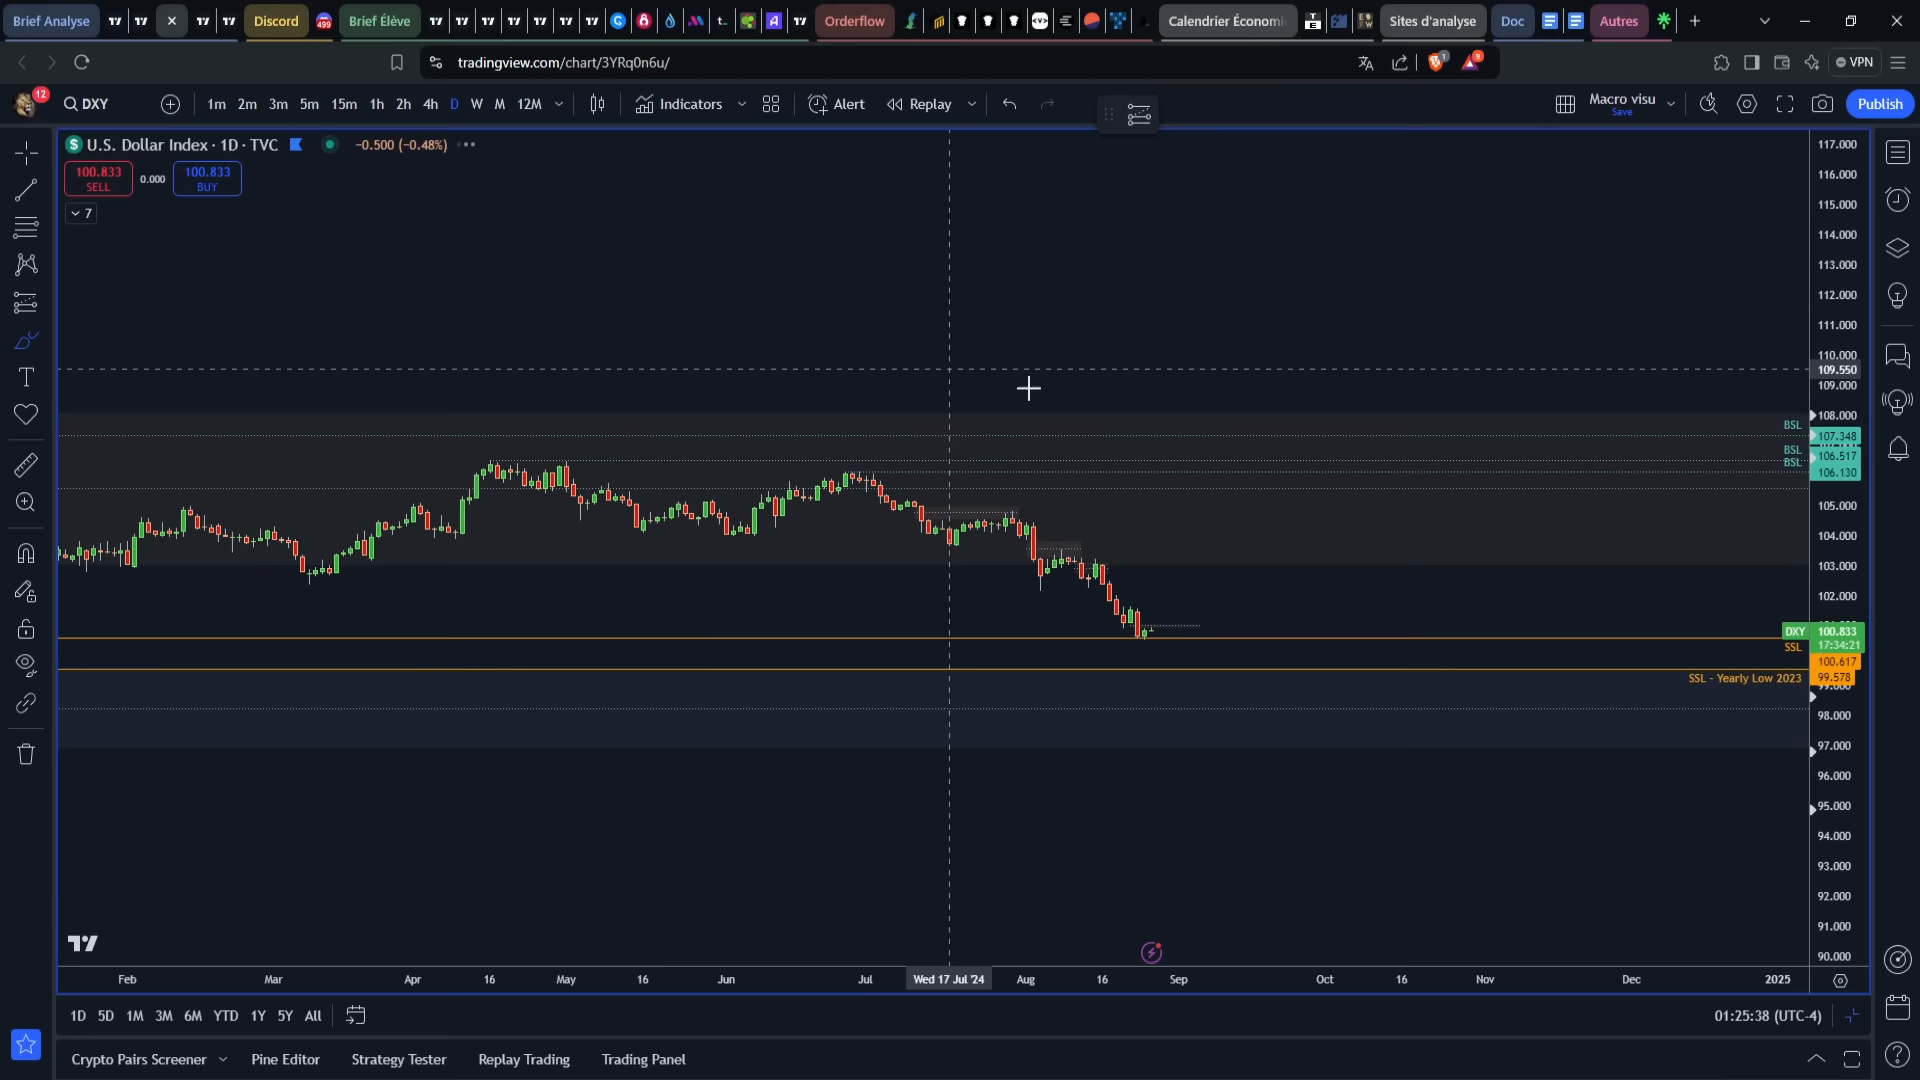 Brief Analyse
Discord
499
Brief Élève
t..
Orderflow
Calendrier Économi
Sites d'analyse
Doc
Autres
tradingview.com/chart/3YRq0n6u/
1
9
VPN
12
DXY
1m 2m 3m 5m 15m 1h 2h 4h D W M 12M
Indicators
Alert
Replay
Macro visu
Save
Publish
U.S. Dollar Index · 1D · TVC
−0.500 (−0.48%)
100.833
SELL
0.000
100.833
BUY
7
117.000
116.000
115.000
114.000
113.000
112.000
111.000
110.000
109.550
109.000
108.000
BSL
107.348
BSL
106.517
BSL
106.130
105.000
104.000
103.000
102.000
DXY
100.833
17:34:21
SSL
100.617
SSL - Yearly Low 2023
99.578
99.000
98.000
97.000
96.000
95.000
94.000
93.000
92.000
91.000
90.000
Feb Mar Apr 16 May 16 Jun Jul Wed 17 Jul '24 Aug 16 Sep Oct 16 Nov Dec 2025
1D 5D 1M 3M 6M YTD 1Y 5Y All
01:25:38 (UTC-4)
Crypto Pairs Screener
Pine Editor
Strategy Tester
Replay Trading
Trading Panel